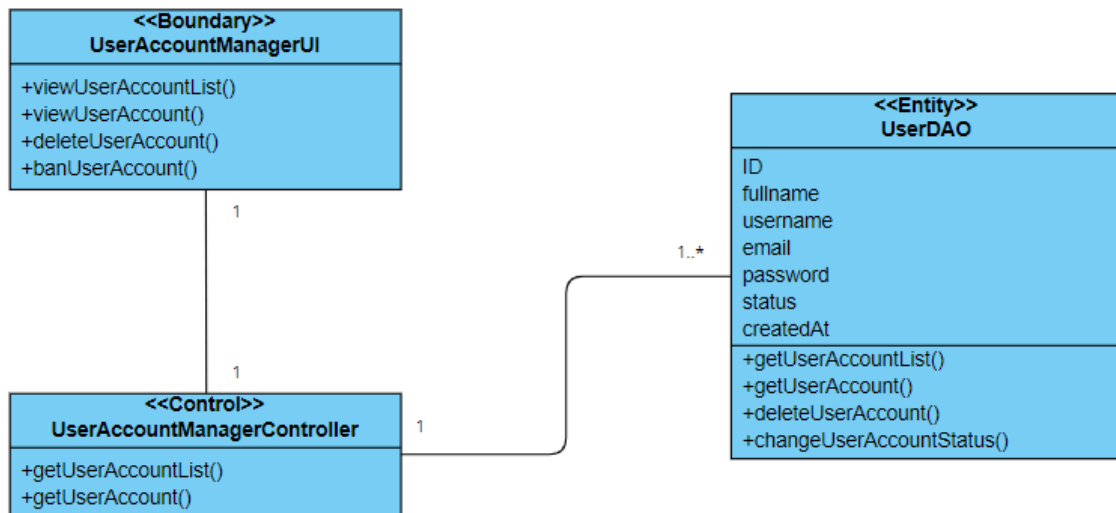 <<Boundary>>
UserAccountManagerUI
+viewUserAccountList()
+viewUserAccount()
+deleteUserAccount()
+banUserAccount()
1
1
<<Control>>
UserAccountManagerController
+getUserAccountList()
+getUserAccount()
1
1..*
<<Entity>>
UserDAO
ID
fullname
username
email
password
status
createdAt
+getUserAccountList()
+getUserAccount()
+deleteUserAccount()
+changeUserAccountStatus()